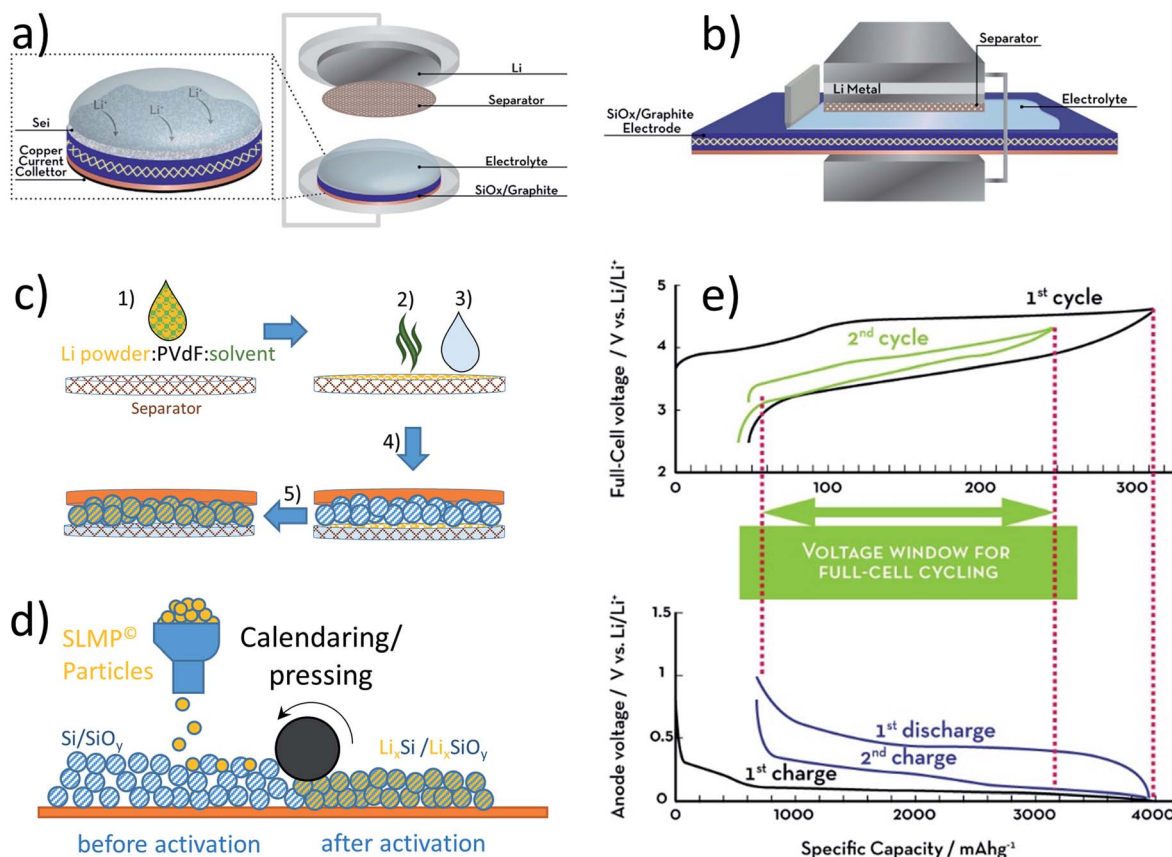 a)
Li⁺
Li⁺
Li⁺
Sei
Copper
Current
Collettor
Li
Separator
Electrolyte
SiOx/Graphite
b)
Separator
Li Metal
Electrolyte
SiOx/Graphite
Electrode
c)
1)
Li powder:PVdF:solvent
Separator
2)
3)
4)
5)
d)
SLMP©
Particles
Calendaring/
pressing
Si/SiOy
LixSi /LixSiOy
before activation
after activation
e)
Full-Cell voltage / V vs. Li/Li⁺
5
4
3
2
1st cycle
2nd cycle
0
100
200
300
VOLTAGE WINDOW FOR
FULL-CELL CYCLING
Anode voltage / V vs. Li/Li⁺
1.5
1
0.5
0
1st discharge
2nd charge
1st charge
0
1000
2000
3000
4000
Specific Capacity / mAhg⁻¹